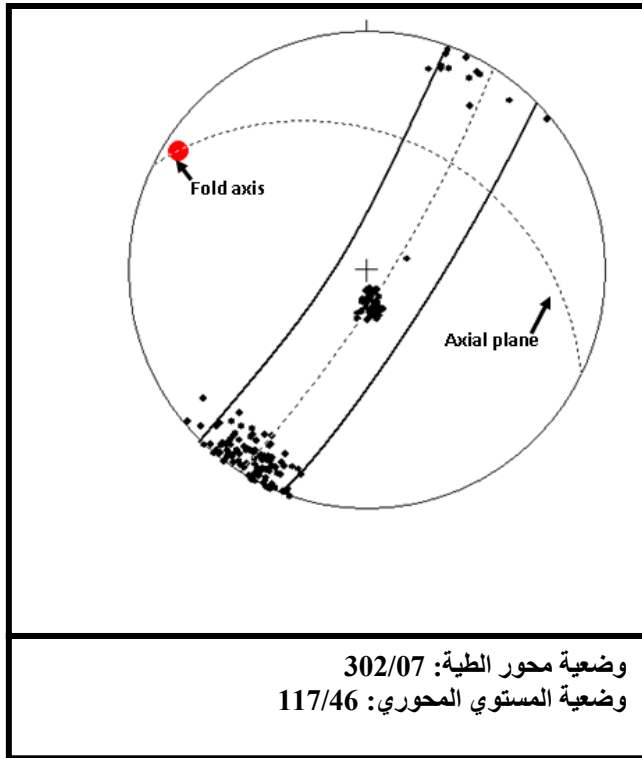 Fold axis
Axial plane
وضعية محور الطية: 302/07
وضعية المستوي المحوري: 117/46